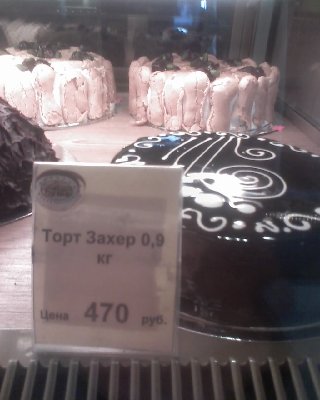 Торт Захер 0,9
кг
Цена 470 руб.